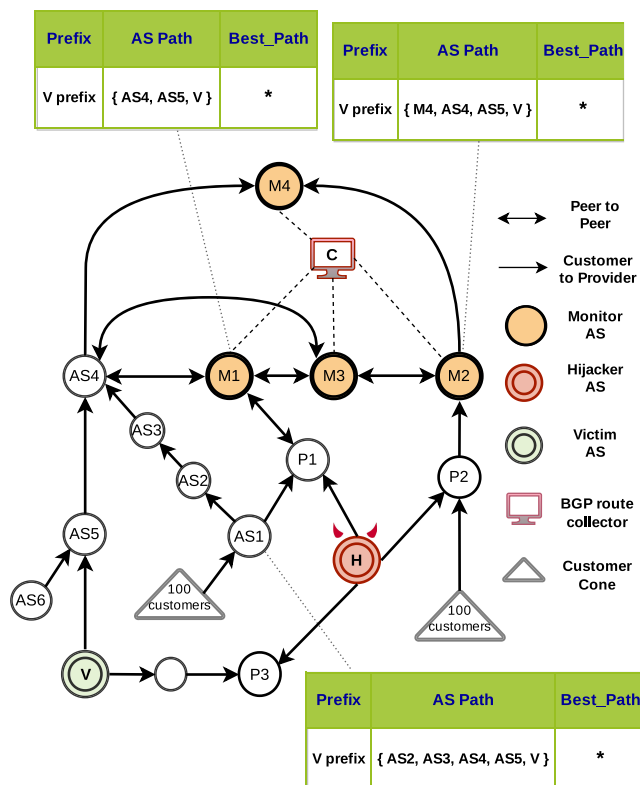 Prefix AS Path Best_Path
V prefix { AS4, AS5, V } *
Prefix AS Path Best_Path
V prefix { M4, AS4, AS5, V } *
M4
C
Peer to
Peer
Customer
to Provider
Monitor
AS
Hijacker
AS
Victim
AS
BGP route
collector
Customer
Cone
AS4
M1
M3
M2
AS3
P1
AS2
P2
AS5
AS1
H
AS6
100
customers
100
customers
V
P3
Prefix AS Path Best_Path
V prefix { AS2, AS3, AS4, AS5, V } *